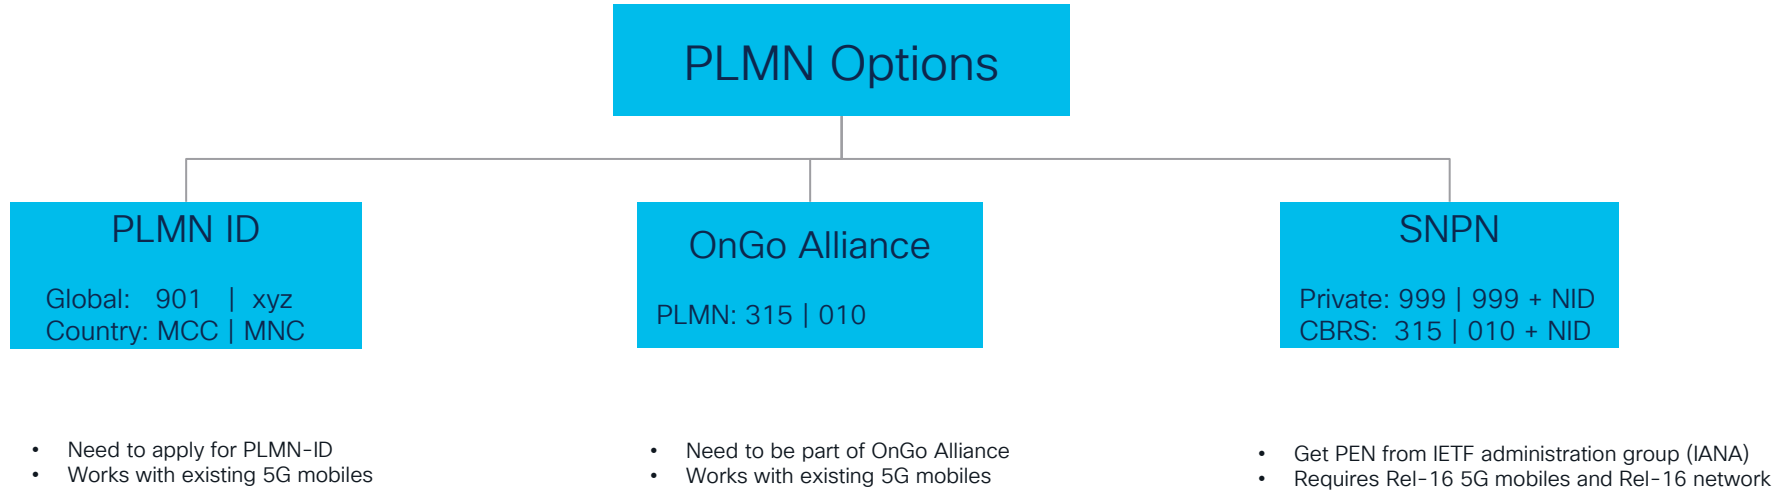 PLMN Options
PLMN ID
Global: 901 | xyz
Country: MCC | MNC
OnGo Alliance
PLMN: 315 | 010
SNPN
Private: 999 | 999 + NID
CBRS: 315 | 010 + NID
• Need to apply for PLMN-ID
• Works with existing 5G mobiles
• Need to be part of OnGo Alliance
• Works with existing 5G mobiles
• Get PEN from IETF administration group (IANA)
• Requires Rel-16 5G mobiles and Rel-16 network